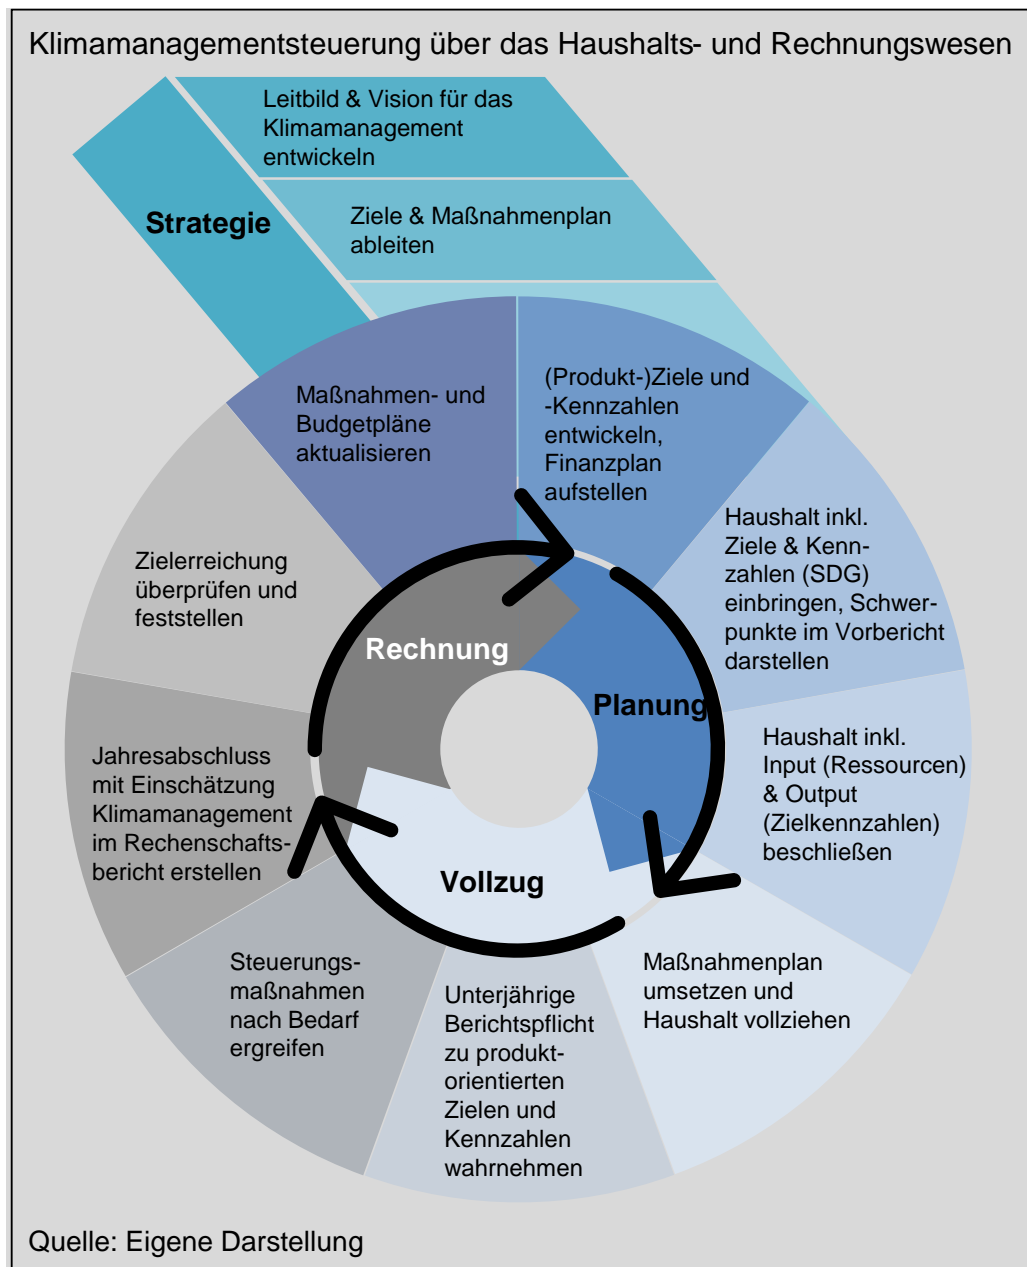 Klimamanagementsteuerung über das Haushalts- und Rechnungswesen
Leitbild & Vision für das
Klimamanagement
entwickeln
Strategie
Ziele & Maßnahmenplan
ableiten
Maßnahmen- und
Budgetpläne
aktualisieren
(Produkt-)Ziele und
-Kennzahlen
entwickeln,
Finanzplan
aufstellen
Haushalt inkl.
Ziele & Kenn-
zahlen (SDG)
einbringen, Schwer-
punkte im Vorbericht
darstellen
Zielerreichung
überprüfen und
feststellen
Rechnung
Planung
Haushalt inkl.
Input (Ressourcen)
& Output
(Zielkennzahlen)
beschließen
Jahresabschluss
mit Einschätzung
Klimamanagement
im Rechenschafts-
bericht erstellen
Vollzug
Maßnahmenplan
umsetzen und
Haushalt vollziehen
Steuerungs-
maßnahmen
nach Bedarf
ergreifen
Unterjährige
Berichtspflicht
zu produkt-
orientierten
Zielen und
Kennzahlen
wahrnehmen
Quelle: Eigene Darstellung